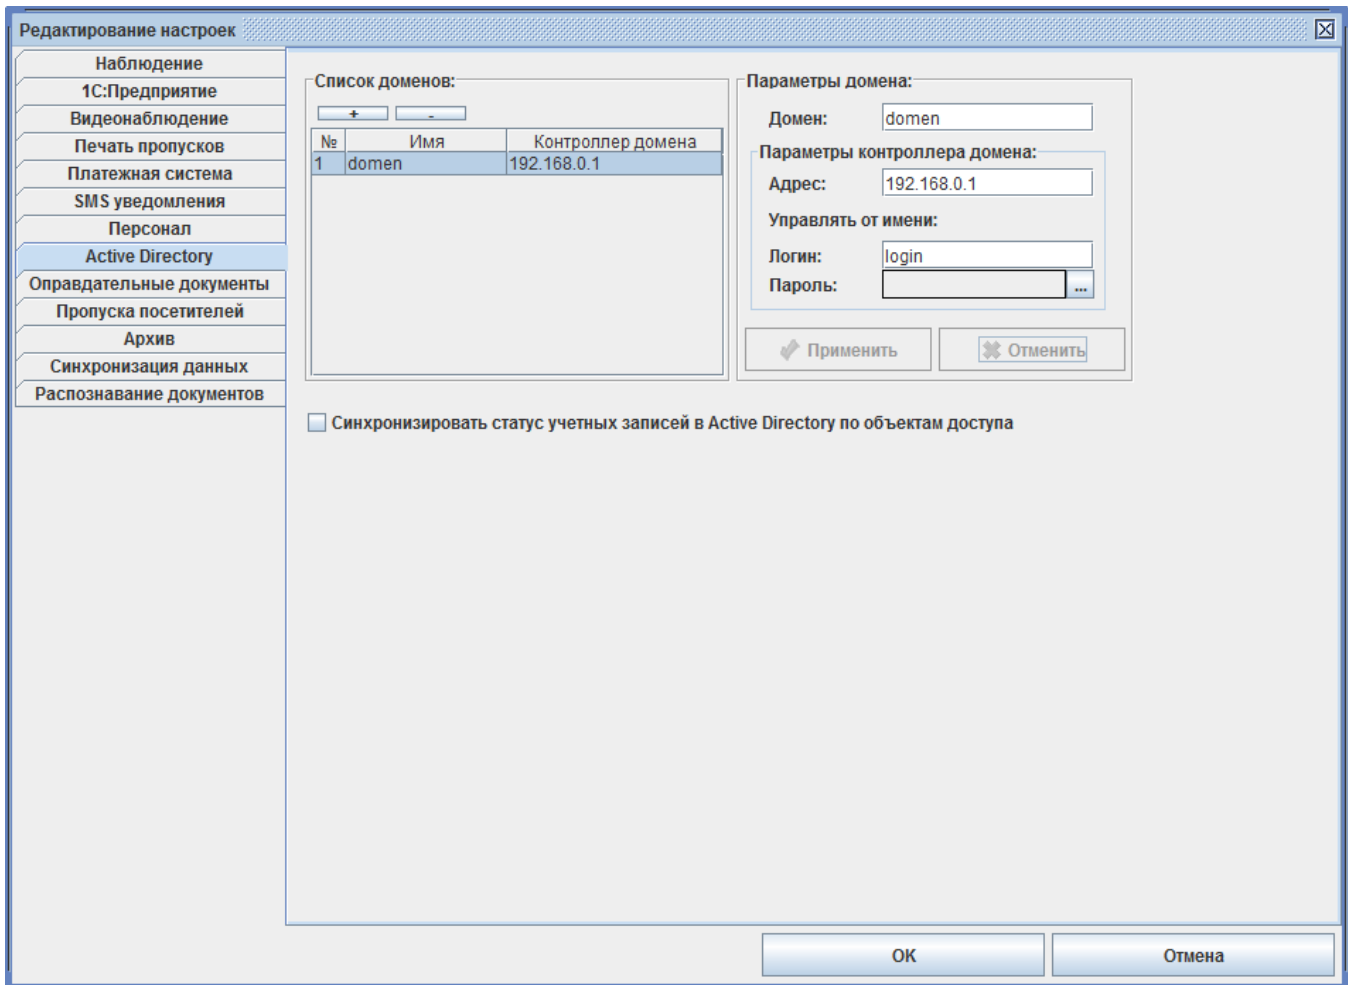 Редактирование настроек
Наблюдение
1С:Предприятие
Видеонаблюдение
Печать пропусков
Платежная система
SMS уведомления
Персонал
Active Directory
Оправдательные документы
Пропуска посетителей
Архив
Синхронизация данных
Распознавание документов
Список доменов:
+ -
№ Имя Контроллер домена
1 domen 192.168.0.1
Параметры домена:
Домен: domen
Параметры контроллера домена:
Адрес: 192.168.0.1
Управлять от имени:
Логин: login
Пароль: ...
Применить Отменить
Синхронизировать статус учетных записей в Active Directory по объектам доступа
OK Отмена